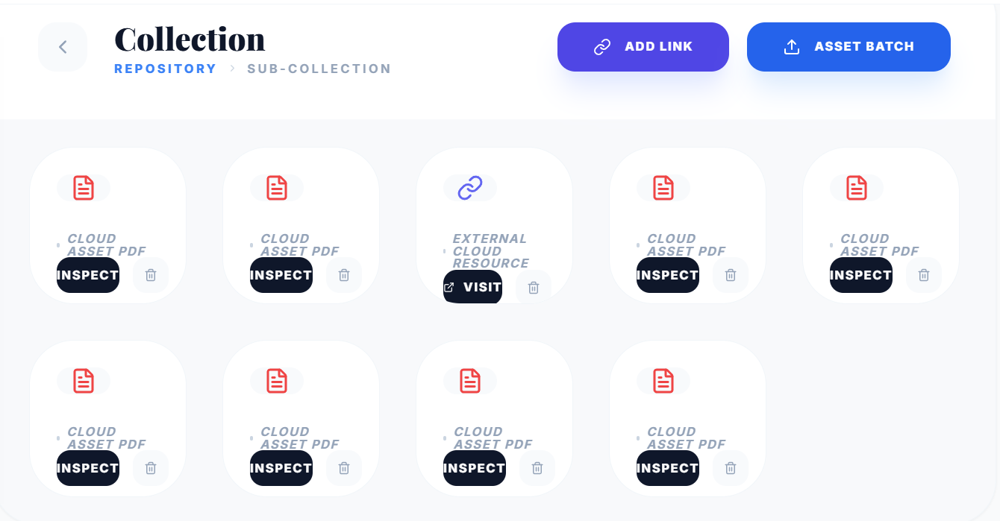 Collection
ADD LINK
ASSET BATCH
REPOSITORY
SUB-COLLECTION
CLOUD
ASSET PDF
INSPECT
CLOUD
ASSET PDF
INSPECT
EXTERNAL
CLOUD
RESOURCE
VISIT
CLOUD
ASSET PDF
INSPECT
CLOUD
ASSET PDF
INSPECT
CLOUD
ASSET PDF
INSPECT
CLOUD
ASSET PDF
INSPECT
CLOUD
ASSET PDF
INSPECT
CLOUD
ASSET PDF
INSPECT